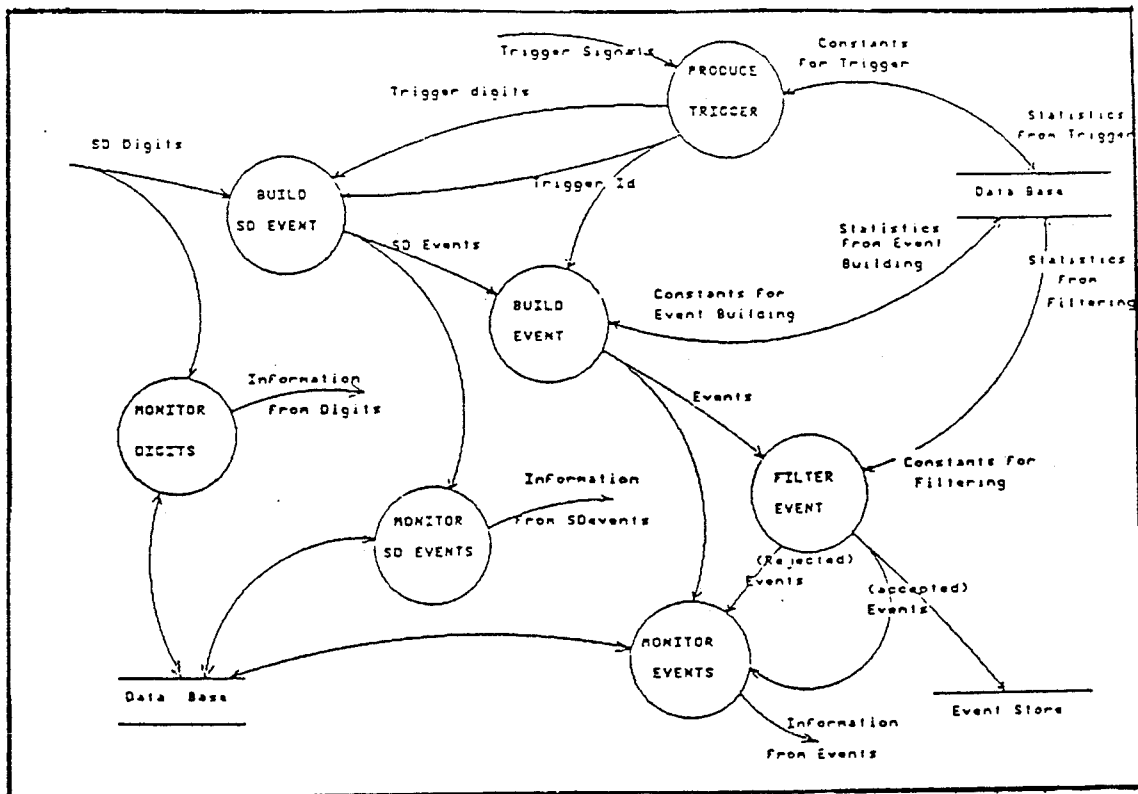 Trigger Signals
PRODUCE
TRIGGER
Constants
For Trigger
Trigger digits
Statistics
From Trigger
SD Digits
BUILD
SD EVENT
Trigger Id
Data Base
SD Events
Statistics
From Event
Building
Statistics
From
Filtering
BUILD
EVENT
Constants For
Event Building
Information
From Digits
MONITOR
DIGITS
Events
FILTER
EVENT
Constants For
Filtering
Information
From SDevents
MONITOR
SD EVENTS
(Rejected)
Events
(accepted)
Events
MONITOR
EVENTS
Data Base
Event Store
Information
From Events